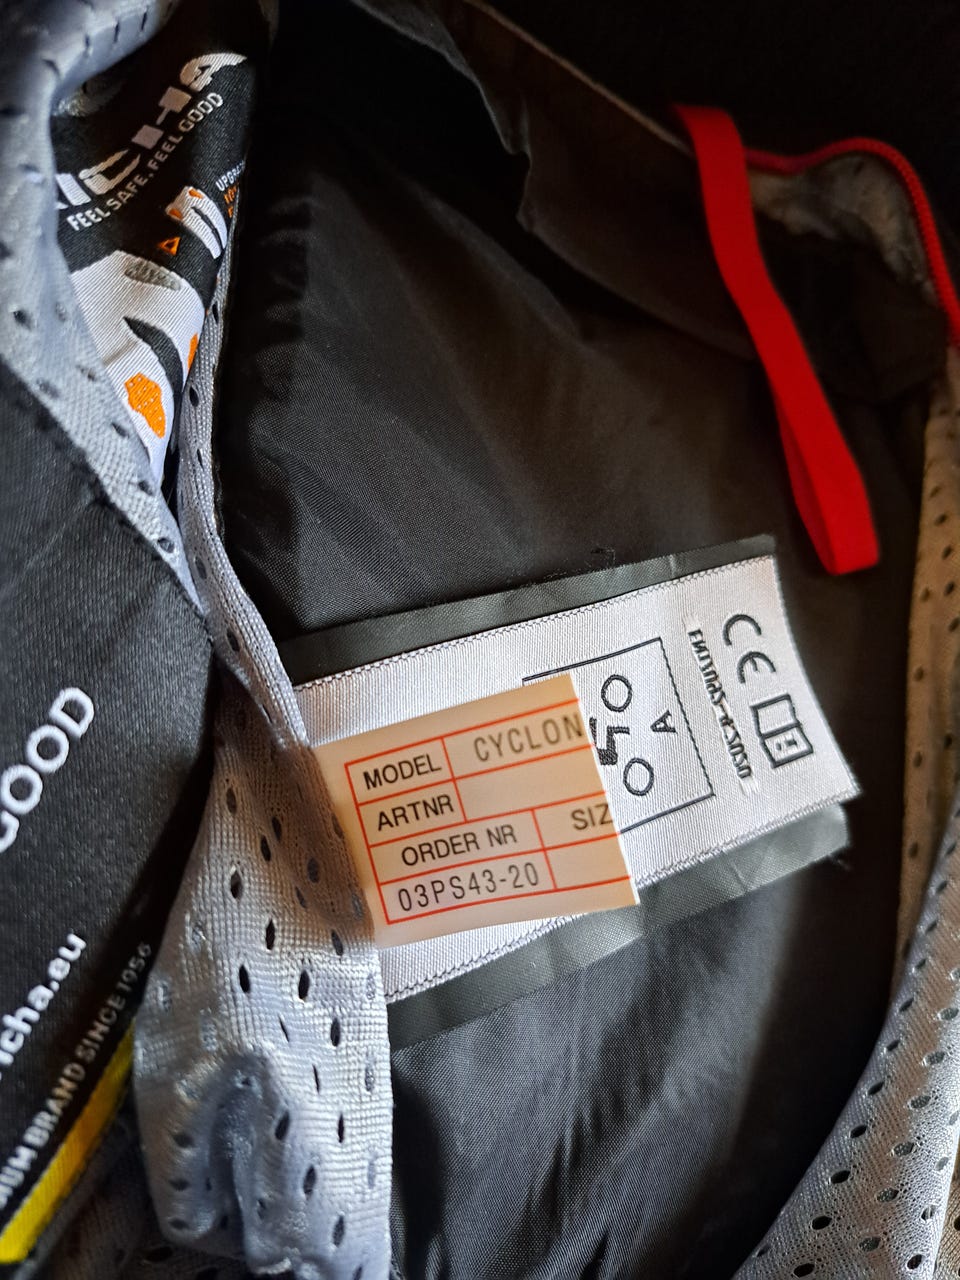 RICHA
FEEL SAFE. FEEL GOOD
GOOD
richa.eu
BRAND SINCE 1956
MODEL CYCLON
ARTNR
ORDER NR SIZ
03PS43-20
CE
A